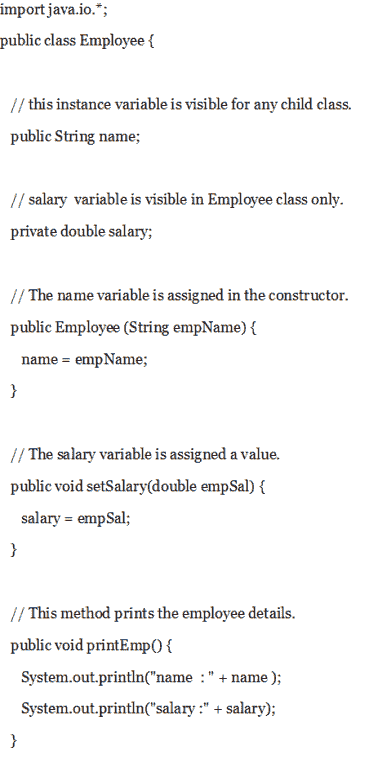 import java.io.*;
public class Employee {
// this instance variable is visible for any child class.
public String name;
// salary  variable is visible in Employee class only.
private double salary;
// The name variable is assigned in the constructor.
public Employee (String empName) {
name = empName;
}
// The salary variable is assigned a value.
public void setSalary(double empSal) {
salary = empSal;
}
// This method prints the employee details.
public void printEmp() {
System.out.println("name  : " + name );
System.out.println("salary :" + salary);
}